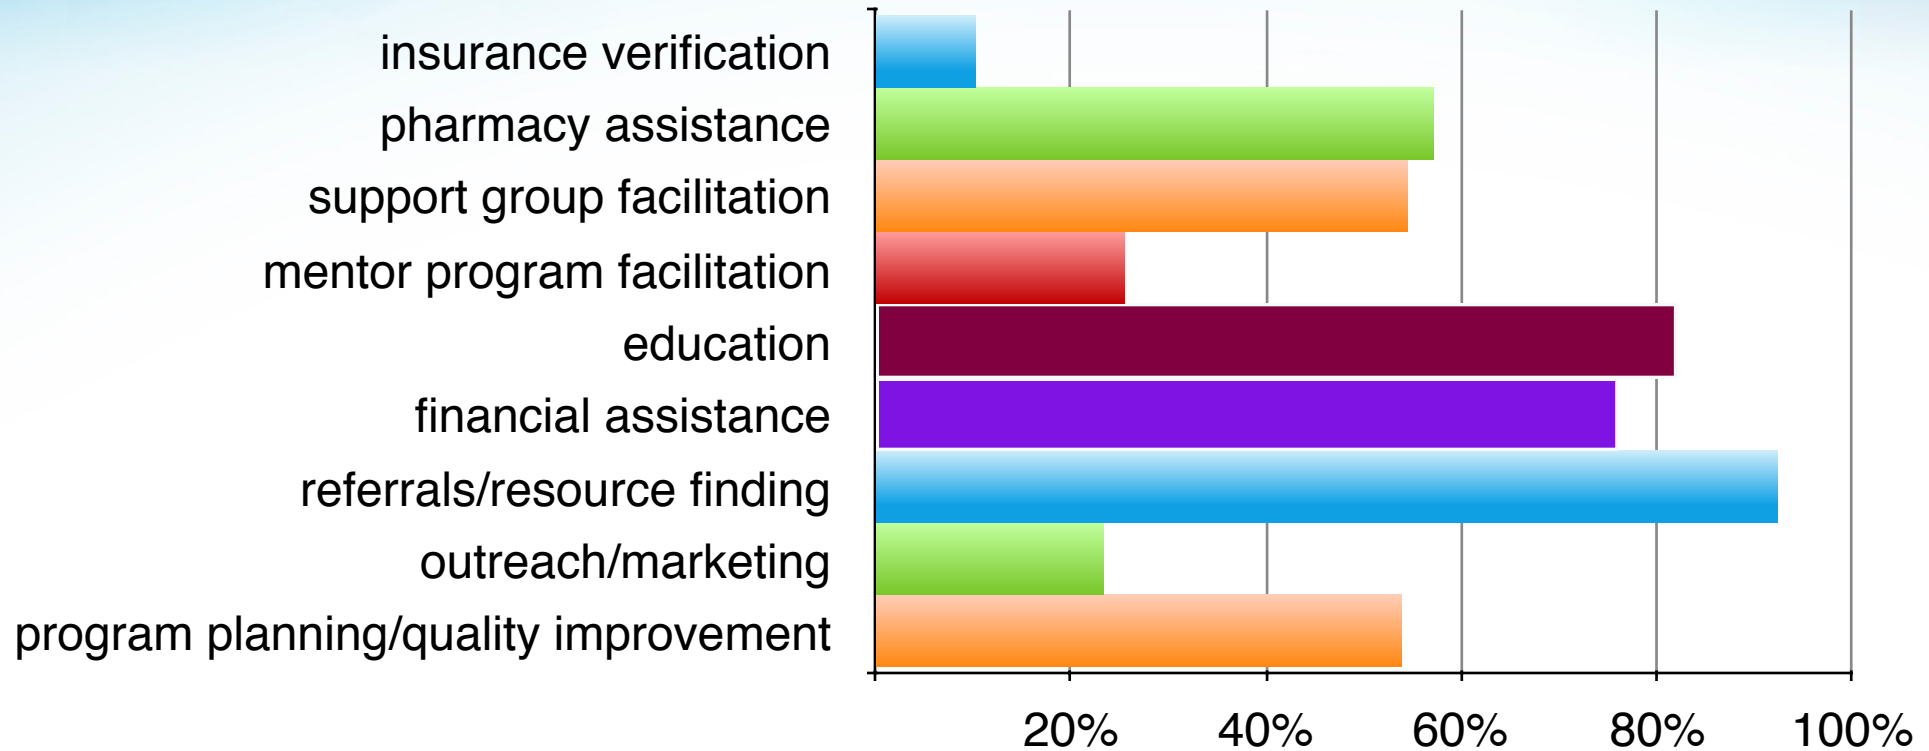 insurance verification
pharmacy assistance
support group facilitation
mentor program facilitation
education
financial assistance
referrals/resource finding
outreach/marketing
program planning/quality improvement
20% 40% 60% 80% 100%